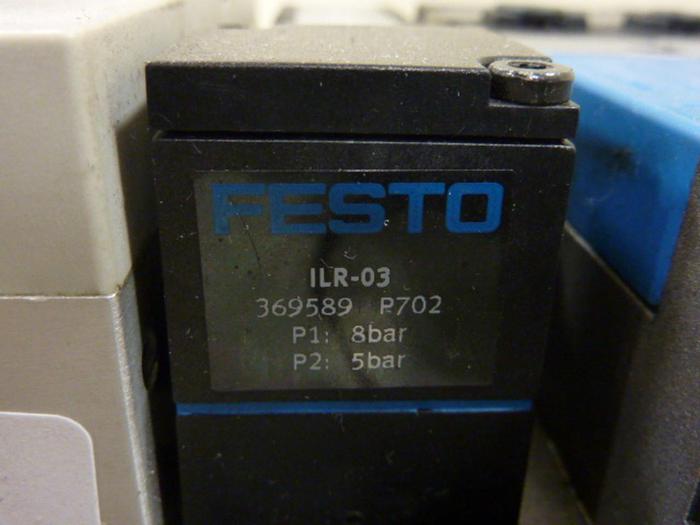 FESTO
ILR-03
369589 P702
P1: 8bar
P2: 5bar